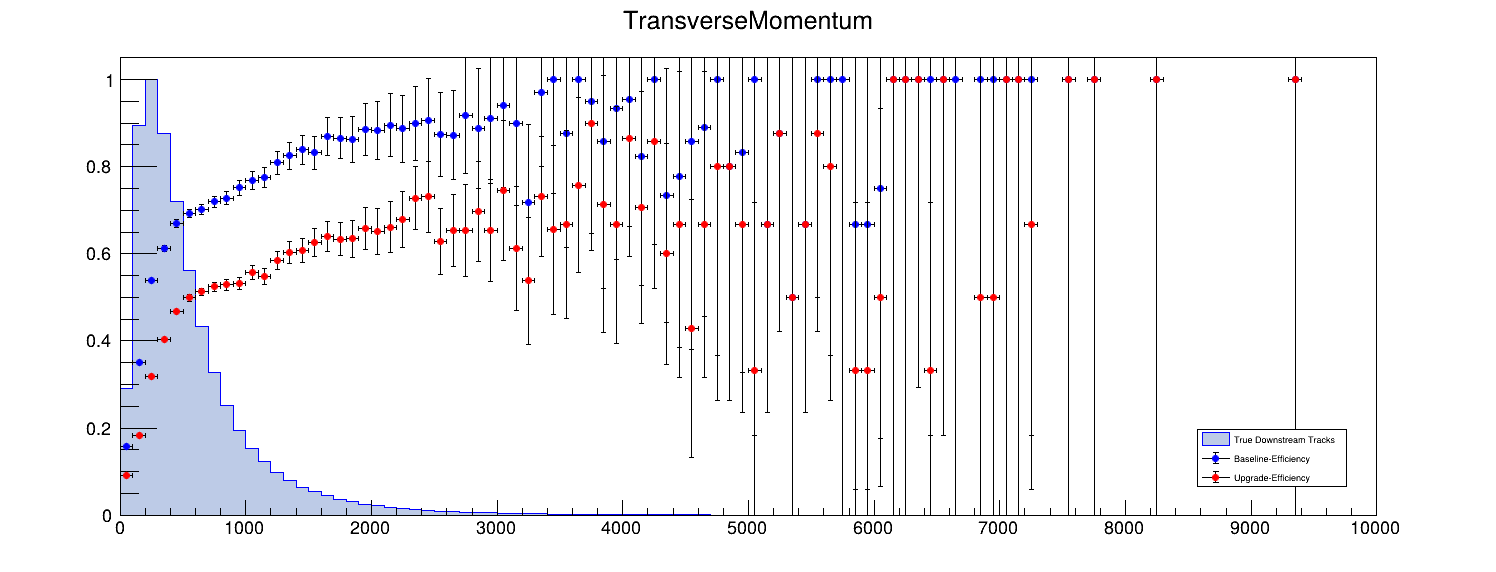 TransverseMomentum
1
0.8
0.6
0.4
0.2
0
0 1000 2000 3000 4000 5000 6000 7000 8000 9000 10000
True Downstream Tracks
Baseline-Efficiency
Upgrade-Efficiency